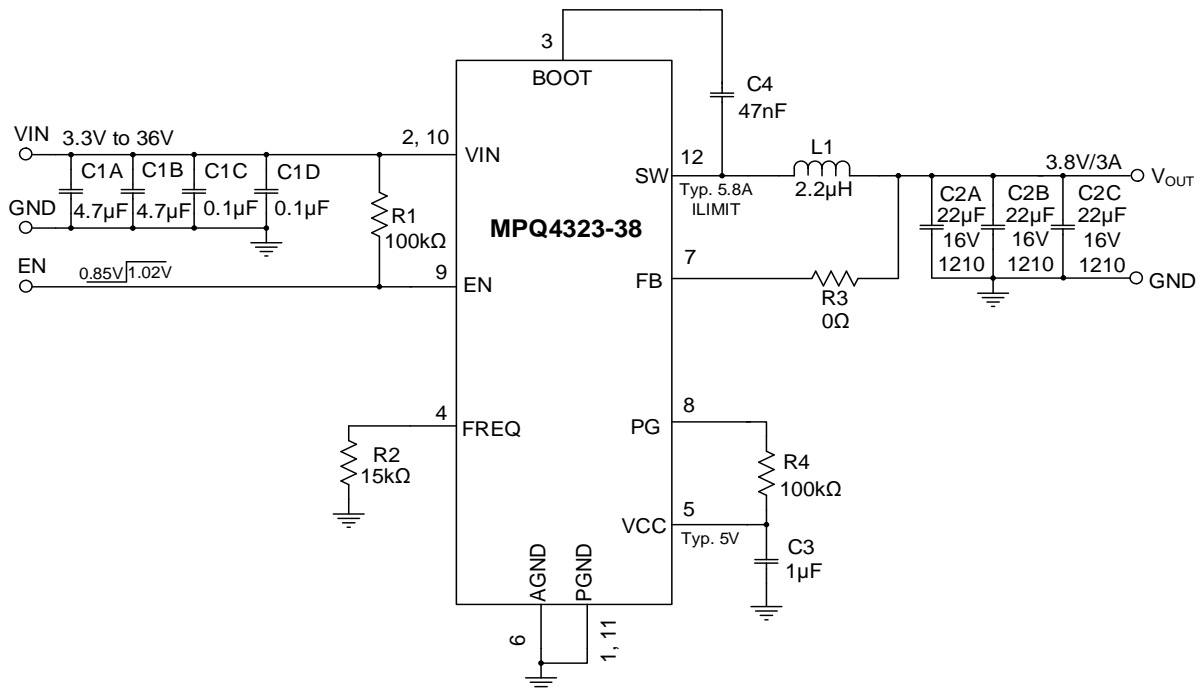 3
BOOT
C4
47nF
VIN
3.3V to 36V
2, 10
VIN
C1A
C1B
C1C
C1D
4.7µF
4.7µF
0.1µF
0.1µF
GND
R1
100kΩ
EN
0.85V
1.02V
9
EN
MPQ4323-38
12
SW
Typ. 5.8A
ILIMIT
L1
2.2µH
3.8V/3A
VOUT
C2A
22µF
16V
1210
C2B
22µF
16V
1210
C2C
22µF
16V
1210
GND
7
FB
R3
0Ω
4
FREQ
R2
15kΩ
8
PG
R4
100kΩ
5
VCC
Typ. 5V
C3
1µF
AGND
PGND
6
1, 11